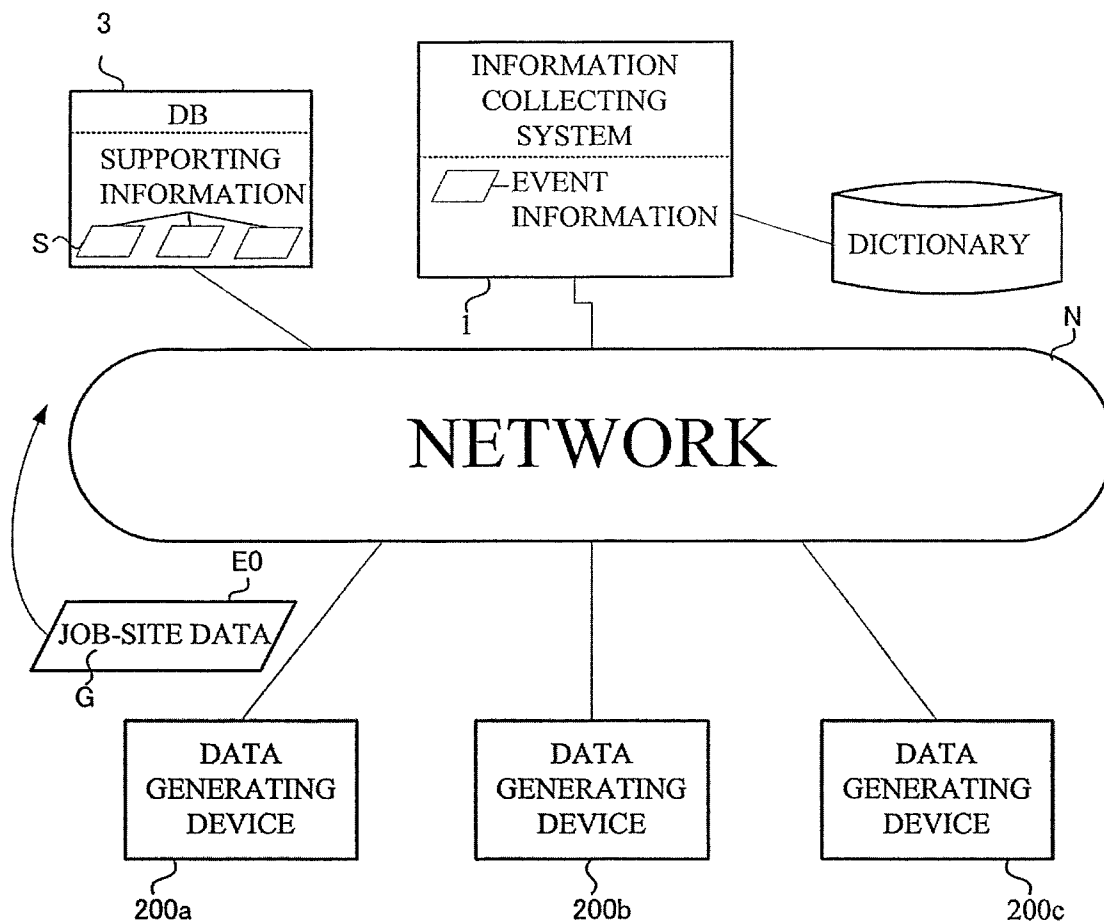 3
DB
SUPPORTING
INFORMATION
S
INFORMATION
COLLECTING
SYSTEM
EVENT
INFORMATION
1
DICTIONARY
N
NETWORK
E0
JOB-SITE DATA
G
DATA
GENERATING
DEVICE
200a
DATA
GENERATING
DEVICE
200b
DATA
GENERATING
DEVICE
200c